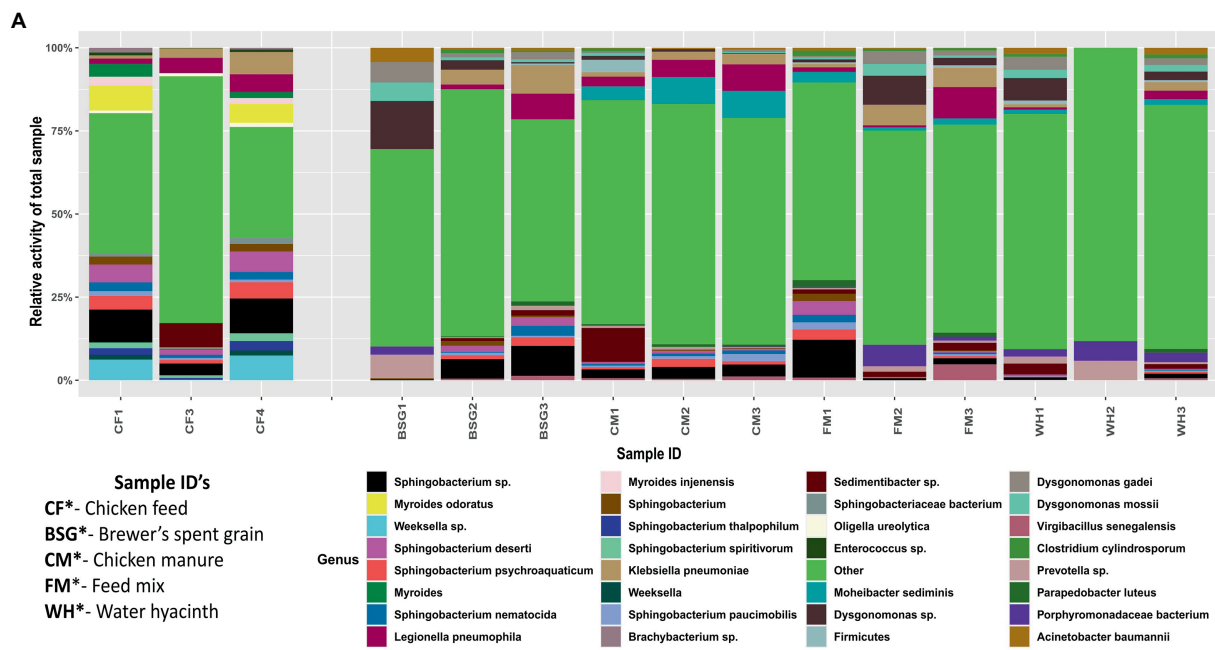 A
100%
75%
50%
25%
0%
Relative activity of total sample
CF1
CF3
CF4
BSG1
BSG2
BSG3
CM1
CM2
CM3
FM1
FM2
FM3
WH1
WH2
WH3
Sample ID
Sample ID's
CF*- Chicken feed
BSG*- Brewer's spent grain
CM*- Chicken manure
FM*- Feed mix
WH*- Water hyacinth
Genus
Sphingobacterium sp.
Myroides odoratus
Weeksella sp.
Sphingobacterium deserti
Sphingobacterium psychroaquaticum
Myroides
Sphingobacterium nematocida
Legionella pneumophila
Myroides injenensis
Sphingobacterium
Sphingobacterium thalpophilum
Sphingobacterium spiritivorum
Klebsiella pneumoniae
Weeksella
Sphingobacterium paucimobilis
Brachybacterium sp.
Sedimentibacter sp.
Sphingobacteriaceae bacterium
Oligella ureolytica
Enterococcus sp.
Other
Moheibacter sediminis
Dysgonomonas sp.
Firmicutes
Dysgonomonas gadei
Dysgonomonas mossii
Virgibacillus senegalensis
Clostridium cylindrosporum
Prevotella sp.
Parapedobacter luteus
Porphyromonadaceae bacterium
Acinetobacter baumannii